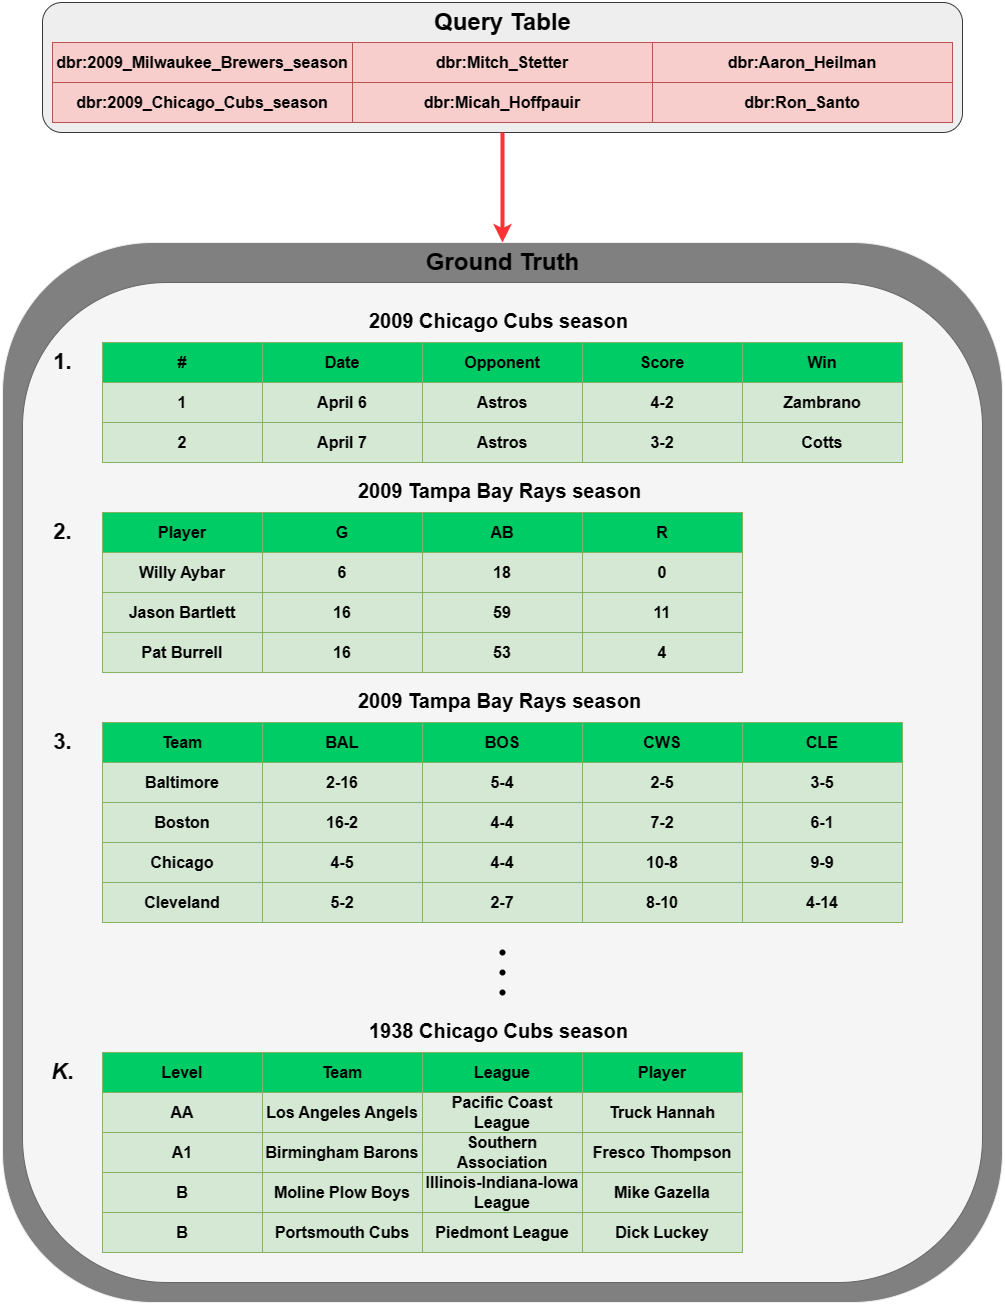 Query Table
dbr:2009_Milwaukee_Brewers_season dbr:Mitch_Stetter dbr:Aaron_Heilman
dbr:2009_Chicago_Cubs_season dbr:Micah_Hoffpauir dbr:Ron_Santo
Ground Truth
2009 Chicago Cubs season
1.
# Date Opponent Score Win
1 April 6 Astros 4-2 Zambrano
2 April 7 Astros 3-2 Cotts
2009 Tampa Bay Rays season
2.
Player G AB R
Willy Aybar 6 18 0
Jason Bartlett 16 59 11
Pat Burrell 16 53 4
2009 Tampa Bay Rays season
3.
Team BAL BOS CWS CLE
Baltimore 2-16 5-4 2-5 3-5
Boston 16-2 4-4 7-2 6-1
Chicago 4-5 4-4 10-8 9-9
Cleveland 5-2 2-7 8-10 4-14
1938 Chicago Cubs season
K.
Level Team League Player
AA Los Angeles Angels Pacific Coast
League Truck Hannah
A1 Birmingham Barons Southern
Association Fresco Thompson
B Moline Plow Boys Illinois-Indiana-Iowa
League Mike Gazella
B Portsmouth Cubs Piedmont League Dick Luckey